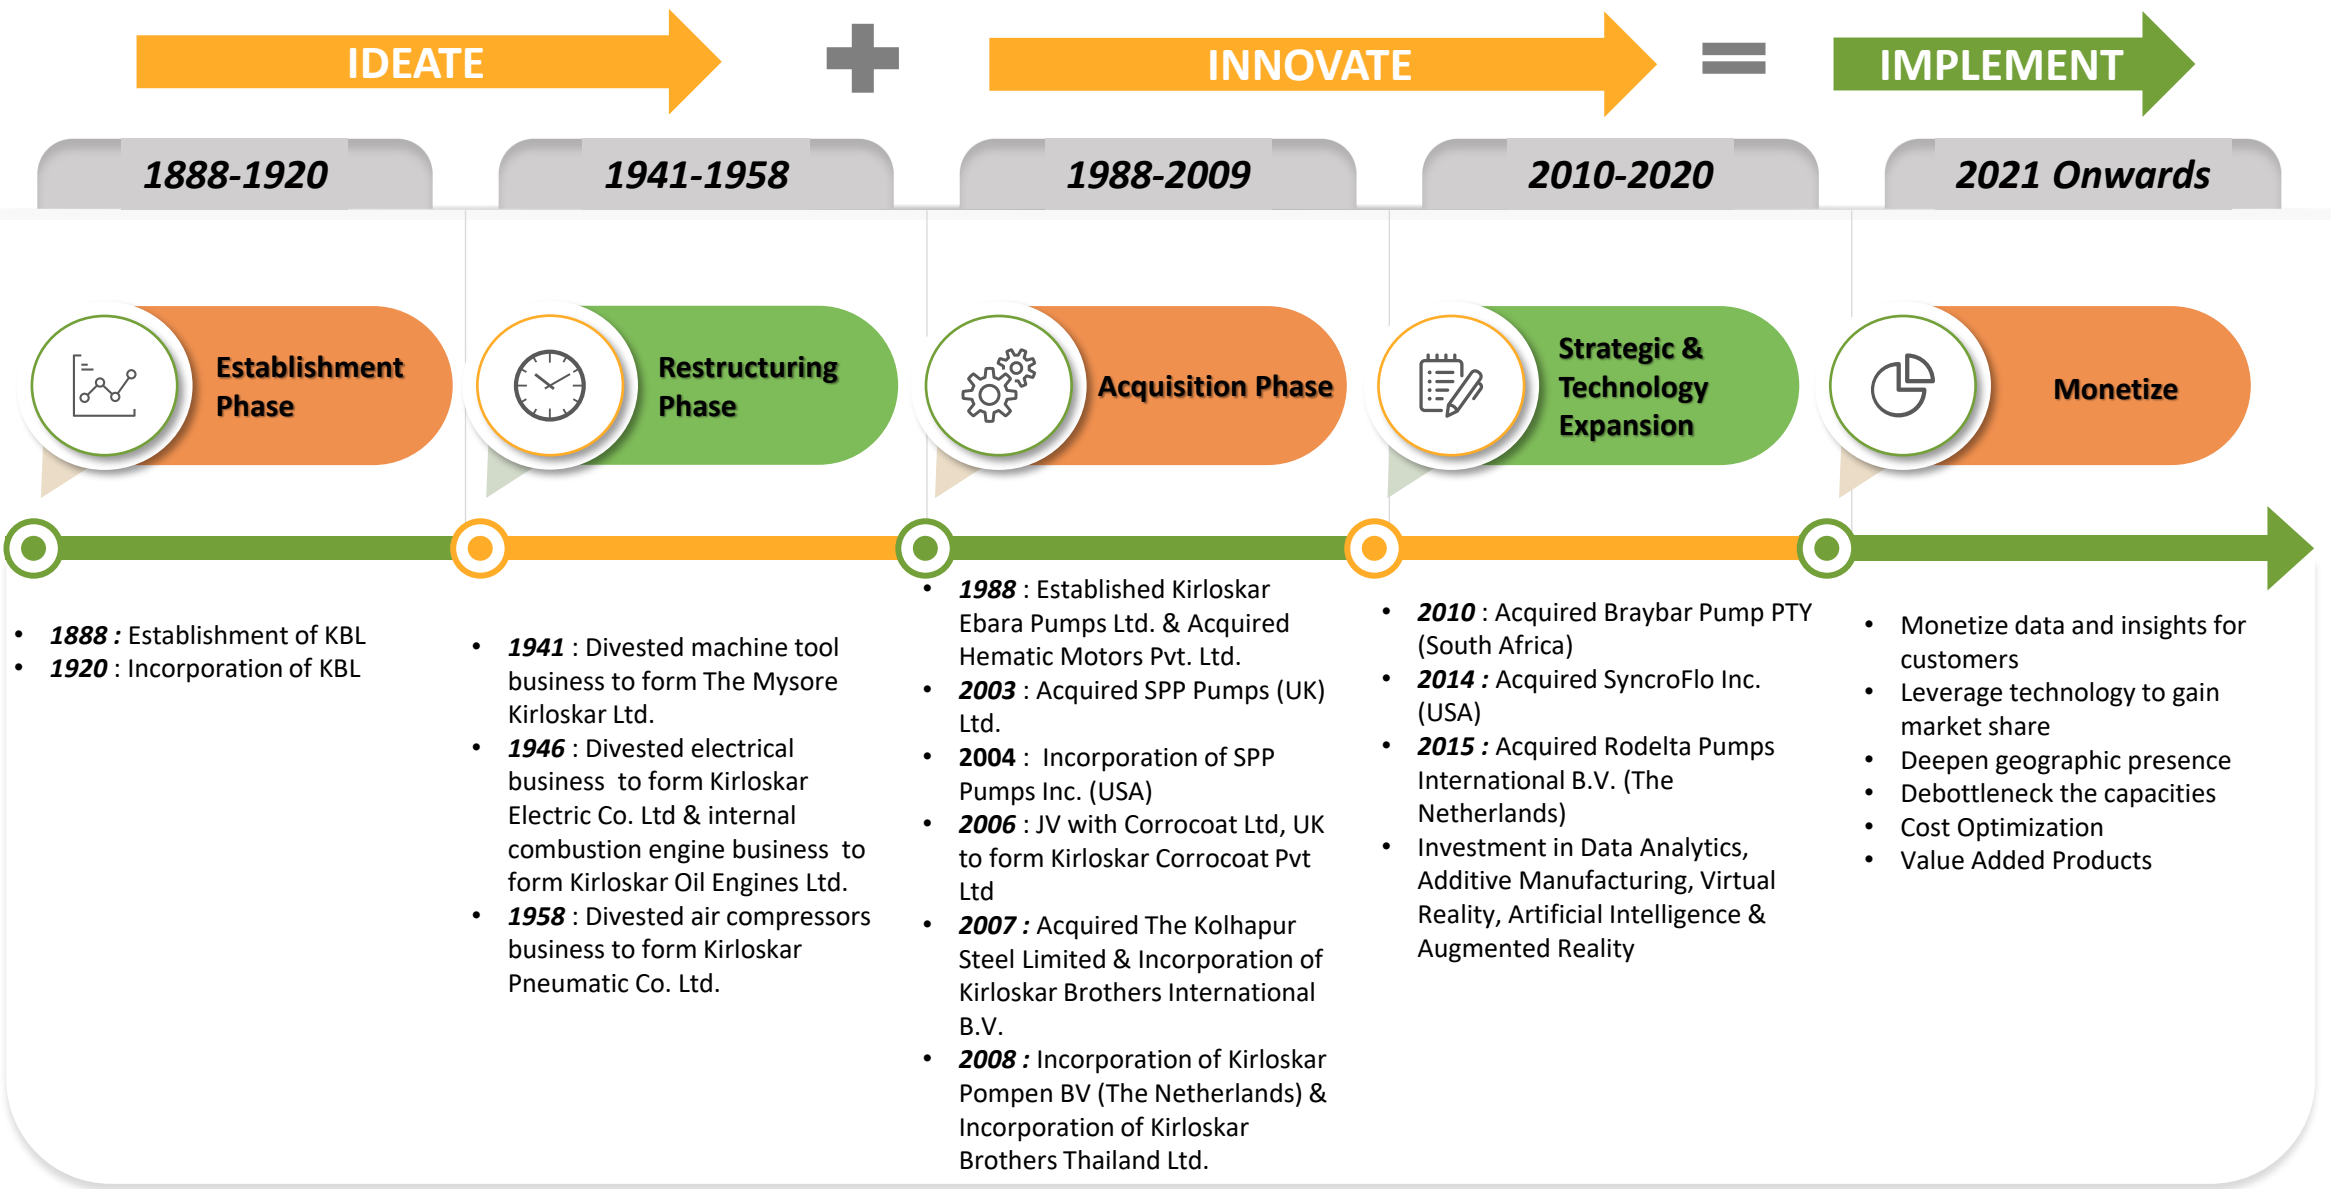 IDEATE
INNOVATE
IMPLEMENT
1888-1920
1941-1958
1988-2009
2010-2020
2021 Onwards
Establishment
Phase
Restructuring
Phase
Acquisition Phase
Strategic &
Technology
Expansion
Monetize
• 1888 : Establishment of KBL
• 1920 : Incorporation of KBL
• 1941 : Divested machine tool
business to form The Mysore
Kirloskar Ltd.
• 1946 : Divested electrical
business to form Kirloskar
Electric Co. Ltd & internal
combustion engine business to
form Kirloskar Oil Engines Ltd.
• 1958 : Divested air compressors
business to form Kirloskar
Pneumatic Co. Ltd.
• 1988 : Established Kirloskar
Ebara Pumps Ltd. & Acquired
Hematic Motors Pvt. Ltd.
• 2003 : Acquired SPP Pumps (UK)
Ltd.
• 2004 : Incorporation of SPP
Pumps Inc. (USA)
• 2006 : JV with Corrocoat Ltd, UK
to form Kirloskar Corrocoat Pvt
Ltd
• 2007 : Acquired The Kolhapur
Steel Limited & Incorporation of
Kirloskar Brothers International
B.V.
• 2008 : Incorporation of Kirloskar
Pompen BV (The Netherlands) &
Incorporation of Kirloskar
Brothers Thailand Ltd.
• 2010 : Acquired Braybar Pump PTY
(South Africa)
• 2014 : Acquired SyncroFlo Inc.
(USA)
• 2015 : Acquired Rodelta Pumps
International B.V. (The
Netherlands)
• Investment in Data Analytics,
Additive Manufacturing, Virtual
Reality, Artificial Intelligence &
Augmented Reality
• Monetize data and insights for
customers
• Leverage technology to gain
market share
• Deepen geographic presence
• Debottleneck the capacities
• Cost Optimization
• Value Added Products